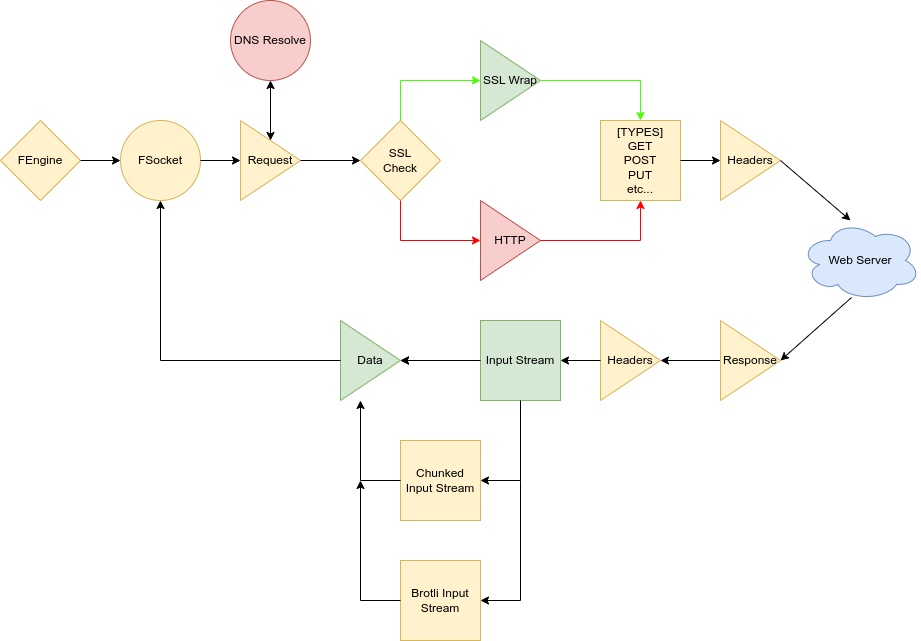 DNS Resolve
SSL Wrap
FEngine
FSocket
Request
SSL
Check
[TYPES]
GET
POST
PUT
etc...
Headers
HTTP
Web Server
Data
Input Stream
Headers
Response
Chunked
Input Stream
Brotli Input
Stream